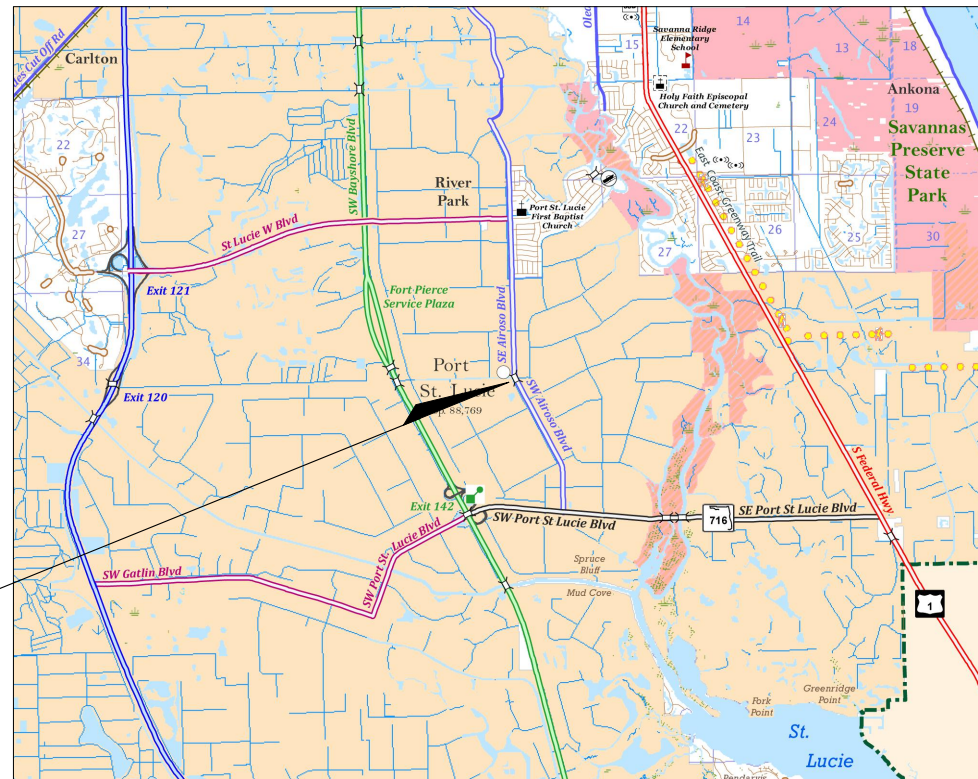 14
15
Savanna Ridge
Elementary
School
13
18
Carlton
Ankona
Holy Faith Episcopal
Church and Cemetery
24
19
Savannas
Preserve
State
Park
22
22
23
SW Bayshore Blvd
East Coast Greenway Trail
River
Park
Port St. Lucie
First Baptist
Church
St Lucie W Blvd
27
26
25
30
27
Exit 121
Fort Pierce
Service Plaza
SE Airoso Blvd
34
Port
St. Lucie
p. 88,769
Exit 120
SW Airoso Blvd
S Federal Hwy
Exit 142
SW Port St Lucie Blvd
716
SE Port St Lucie Blvd
SW Port St. Lucie Blvd
SW Gatlin Blvd
Spruce
Bluff
Mud Cove
1
Greenridge
Point
Fork
Point
St.
Lucie